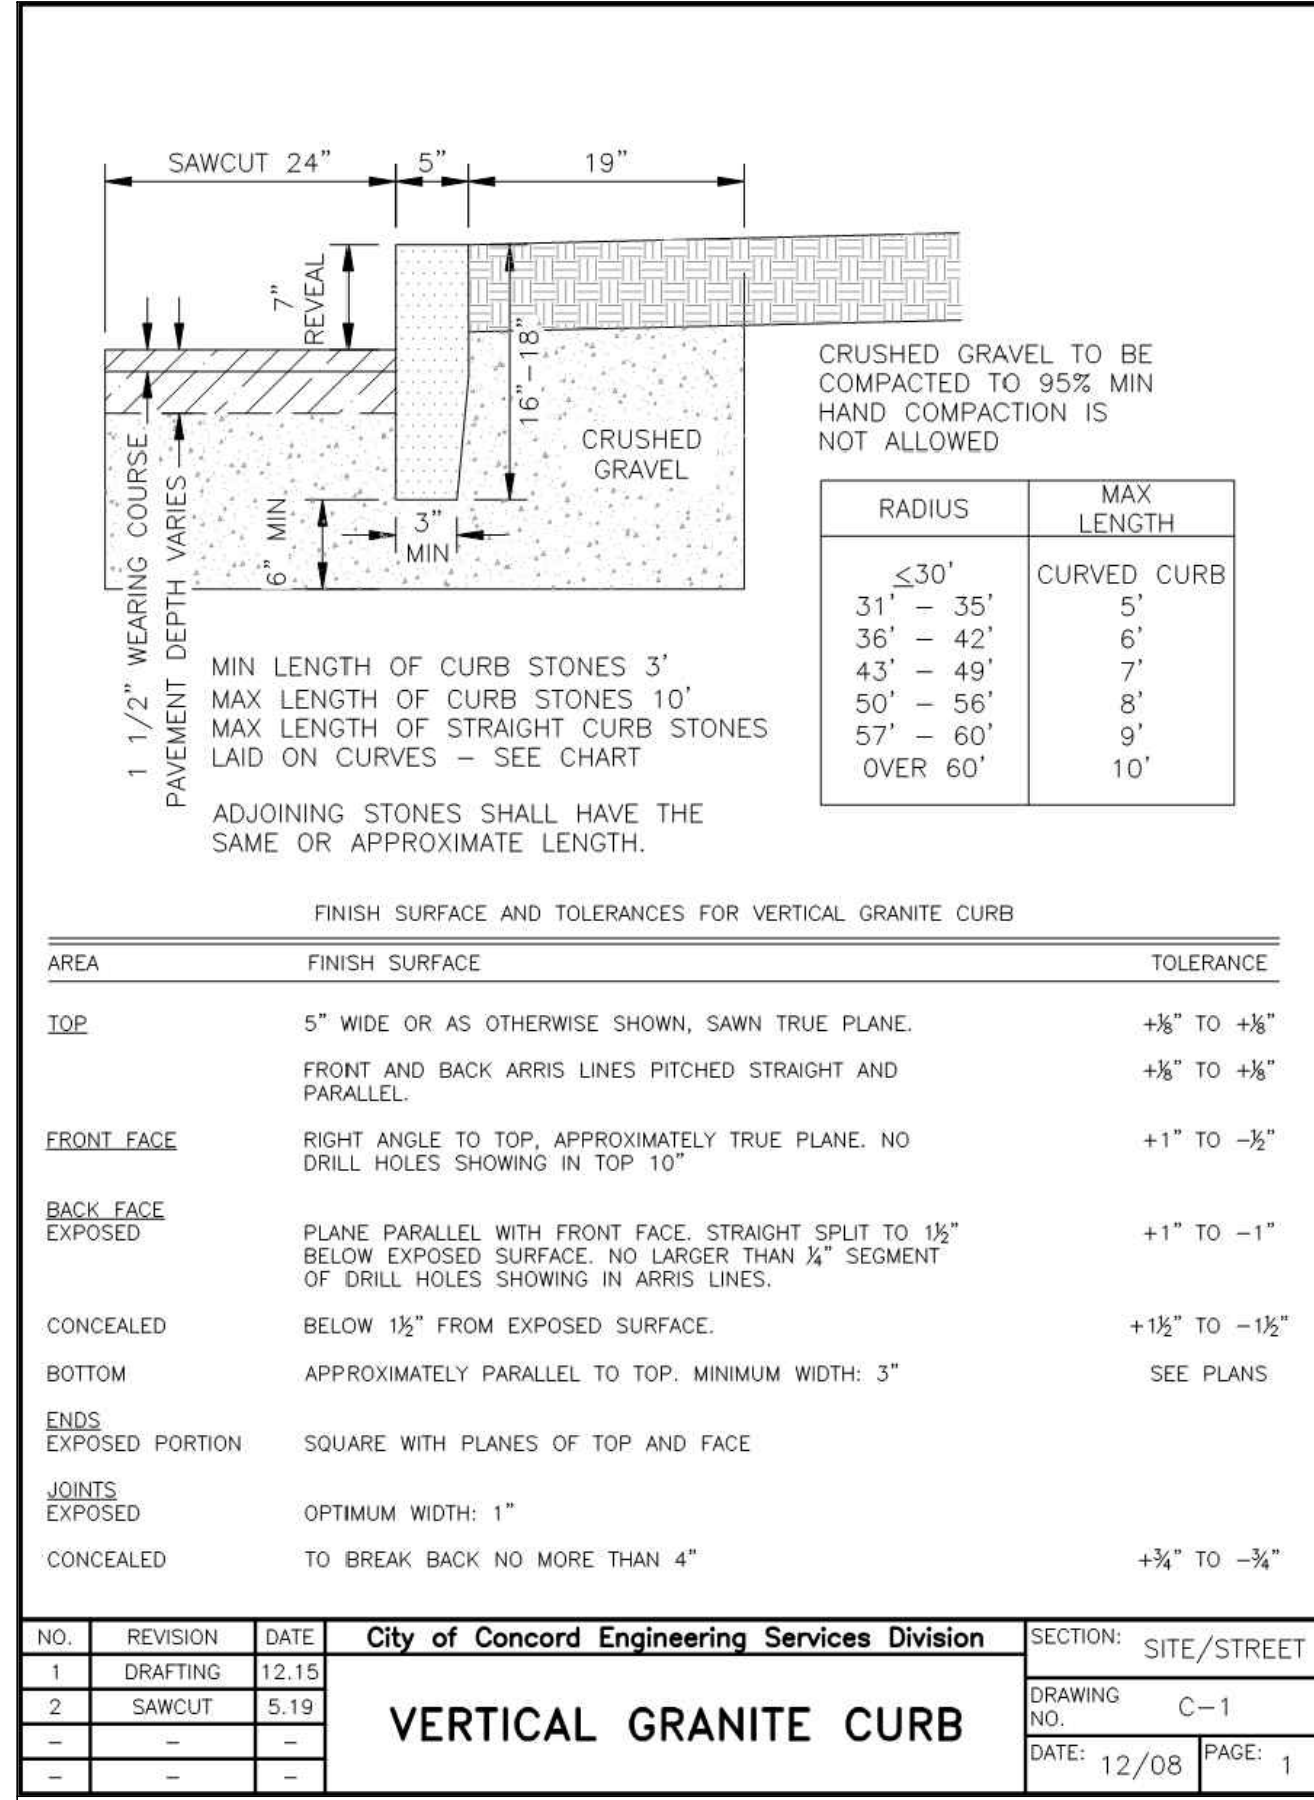 SAWCUT 24" 5" 19"
7"
REVEAL
16"-18"
CRUSHED
GRAVEL
3"
MIN
6" MIN
1 1/2" WEARING COURSE
PAVEMENT DEPTH VARIES
CRUSHED GRAVEL TO BE
COMPACTED TO 95% MIN
HAND COMPACTION IS
NOT ALLOWED
RADIUS MAX LENGTH
≤30' CURVED CURB
31' – 35' 5'
36' – 42' 6'
43' – 49' 7'
50' – 56' 8'
57' – 60' 9'
OVER 60' 10'
MIN LENGTH OF CURB STONES 3'
MAX LENGTH OF CURB STONES 10'
MAX LENGTH OF STRAIGHT CURB STONES
LAID ON CURVES – SEE CHART
ADJOINING STONES SHALL HAVE THE
SAME OR APPROXIMATE LENGTH.
FINISH SURFACE AND TOLERANCES FOR VERTICAL GRANITE CURB
AREA FINISH SURFACE TOLERANCE
TOP 5" WIDE OR AS OTHERWISE SHOWN, SAWN TRUE PLANE. +⅛" TO +⅛"
FRONT AND BACK ARRIS LINES PITCHED STRAIGHT AND +⅛" TO +⅛"
PARALLEL.
FRONT FACE RIGHT ANGLE TO TOP, APPROXIMATELY TRUE PLANE. NO +1" TO –½"
DRILL HOLES SHOWING IN TOP 10"
BACK FACE
EXPOSED PLANE PARALLEL WITH FRONT FACE. STRAIGHT SPLIT TO 1½" +1" TO –1"
BELOW EXPOSED SURFACE. NO LARGER THAN ¼" SEGMENT
OF DRILL HOLES SHOWING IN ARRIS LINES.
CONCEALED BELOW 1½" FROM EXPOSED SURFACE. +1½" TO –1½"
BOTTOM APPROXIMATELY PARALLEL TO TOP. MINIMUM WIDTH: 3" SEE PLANS
ENDS
EXPOSED PORTION SQUARE WITH PLANES OF TOP AND FACE
JOINTS
EXPOSED OPTIMUM WIDTH: 1"
CONCEALED TO BREAK BACK NO MORE THAN 4" +¾" TO –¾"
NO. REVISION DATE
1 DRAFTING 12.15
2 SAWCUT 5.19
– – –
– – –
City of Concord Engineering Services Division
VERTICAL GRANITE CURB
SECTION: SITE/STREET
DRAWING NO. C–1
DATE: 12/08 PAGE: 1